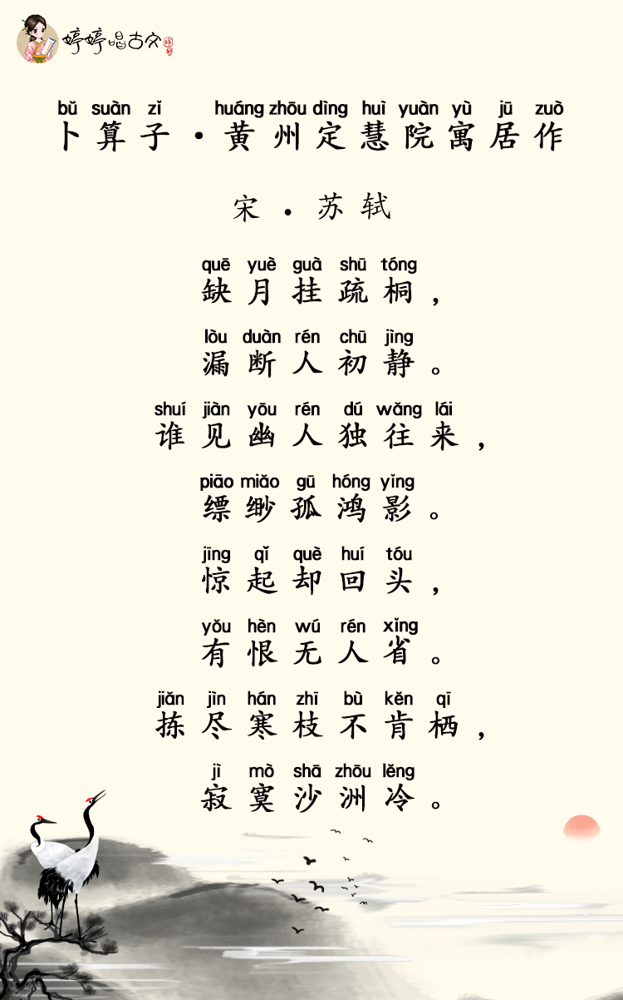 婷婷唱古文
bǔ suàn zǐ huáng zhōu dìng huì yuàn yù jū zuò
卜算子·黄州定慧院寓居作
宋·苏轼
quē yuè guà shū tóng
缺月挂疏桐，
lòu duàn rén chū jìng
漏断人初静。
shuí jiàn yōu rén dú wǎng lái
谁见幽人独往来，
piāo miǎo gū hóng yǐng
缥缈孤鸿影。
jīng qǐ què huí tóu
惊起却回头，
yǒu hèn wú rén xǐng
有恨无人省。
jiǎn jìn hán zhī bù kěn qī
拣尽寒枝不肯栖，
jì mò shā zhōu lěng
寂寞沙洲冷。